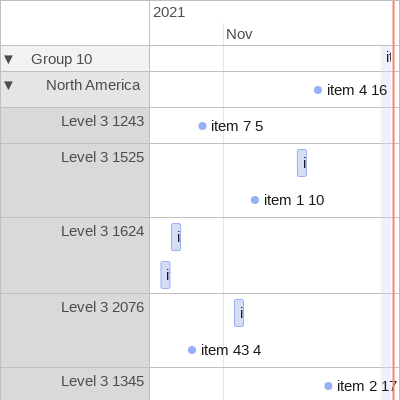 2021
Nov
▼ Group 10
it
▼ North America
item 4 16
Level 3 1243
item 7 5
Level 3 1525
i
item 1 10
Level 3 1624
i
i
Level 3 2076
i
item 43 4
Level 3 1345
item 2 17